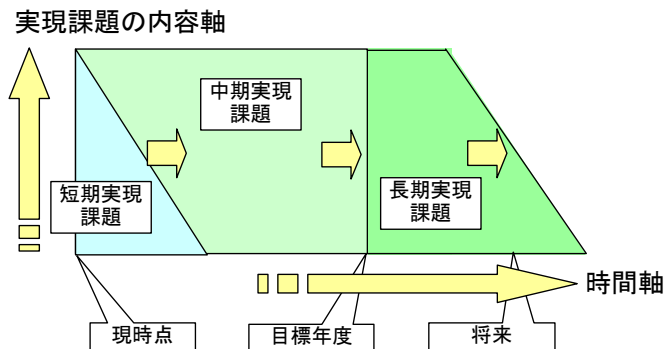 実現課題の内容軸
中期実現
課題
短期実現
課題
長期実現
課題
時間軸
現時点
目標年度
将来